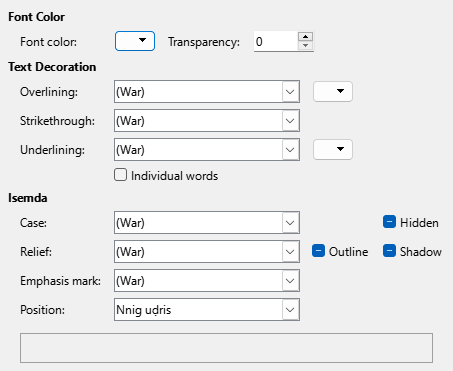 Font Color
Font color: Transparency: 0
Text Decoration
Overlining: (War)
Strikethrough: (War)
Underlining: (War)
Individual words
Isemda
Case: (War) Hidden
Relief: (War) Outline Shadow
Emphasis mark: (War)
Position: Nnig uḍris